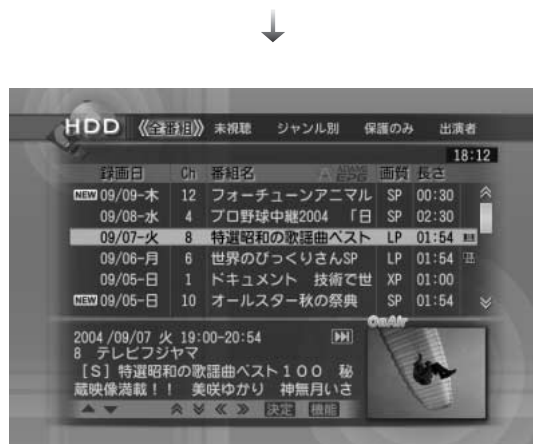 HDD 《全番組》 未視聴 ジャンル別 保護のみ 出演者
18:12
録画日 Ch 番組名 ADAMS EPG 画質 長さ
NEW 09/09-木 12 フォーチューンアニマル SP 00:30
09/08-水 4 プロ野球中継2004 「日 SP 02:30
09/07-火 8 特選昭和の歌謡曲ベスト LP 01:54
09/06-月 6 世界のびっくりさんSP LP 01:54
09/05-日 1 ドキュメント 技術で世 XP 01:00
NEW 09/05-日 10 オールスター秋の祭典 SP 01:54
OnAir
2004 /09/07 火 19:00-20:54
8 テレビフジヤマ
[S] 特選昭和の歌謡曲ベスト100 秘
蔵映像満載!! 美咲ゆかり 神無月いさ
決定 機能